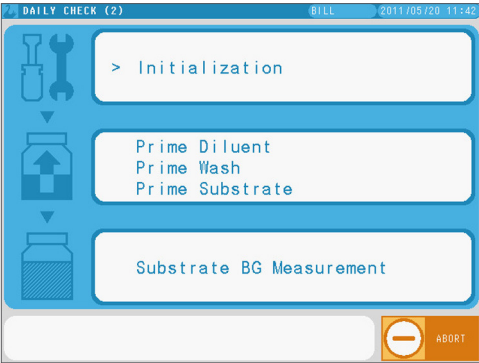 DAILY CHECK (2)
BILL
2011/05/20 11:42
> Initialization
Prime Diluent
Prime Wash
Prime Substrate
Substrate BG Measurement
ABORT